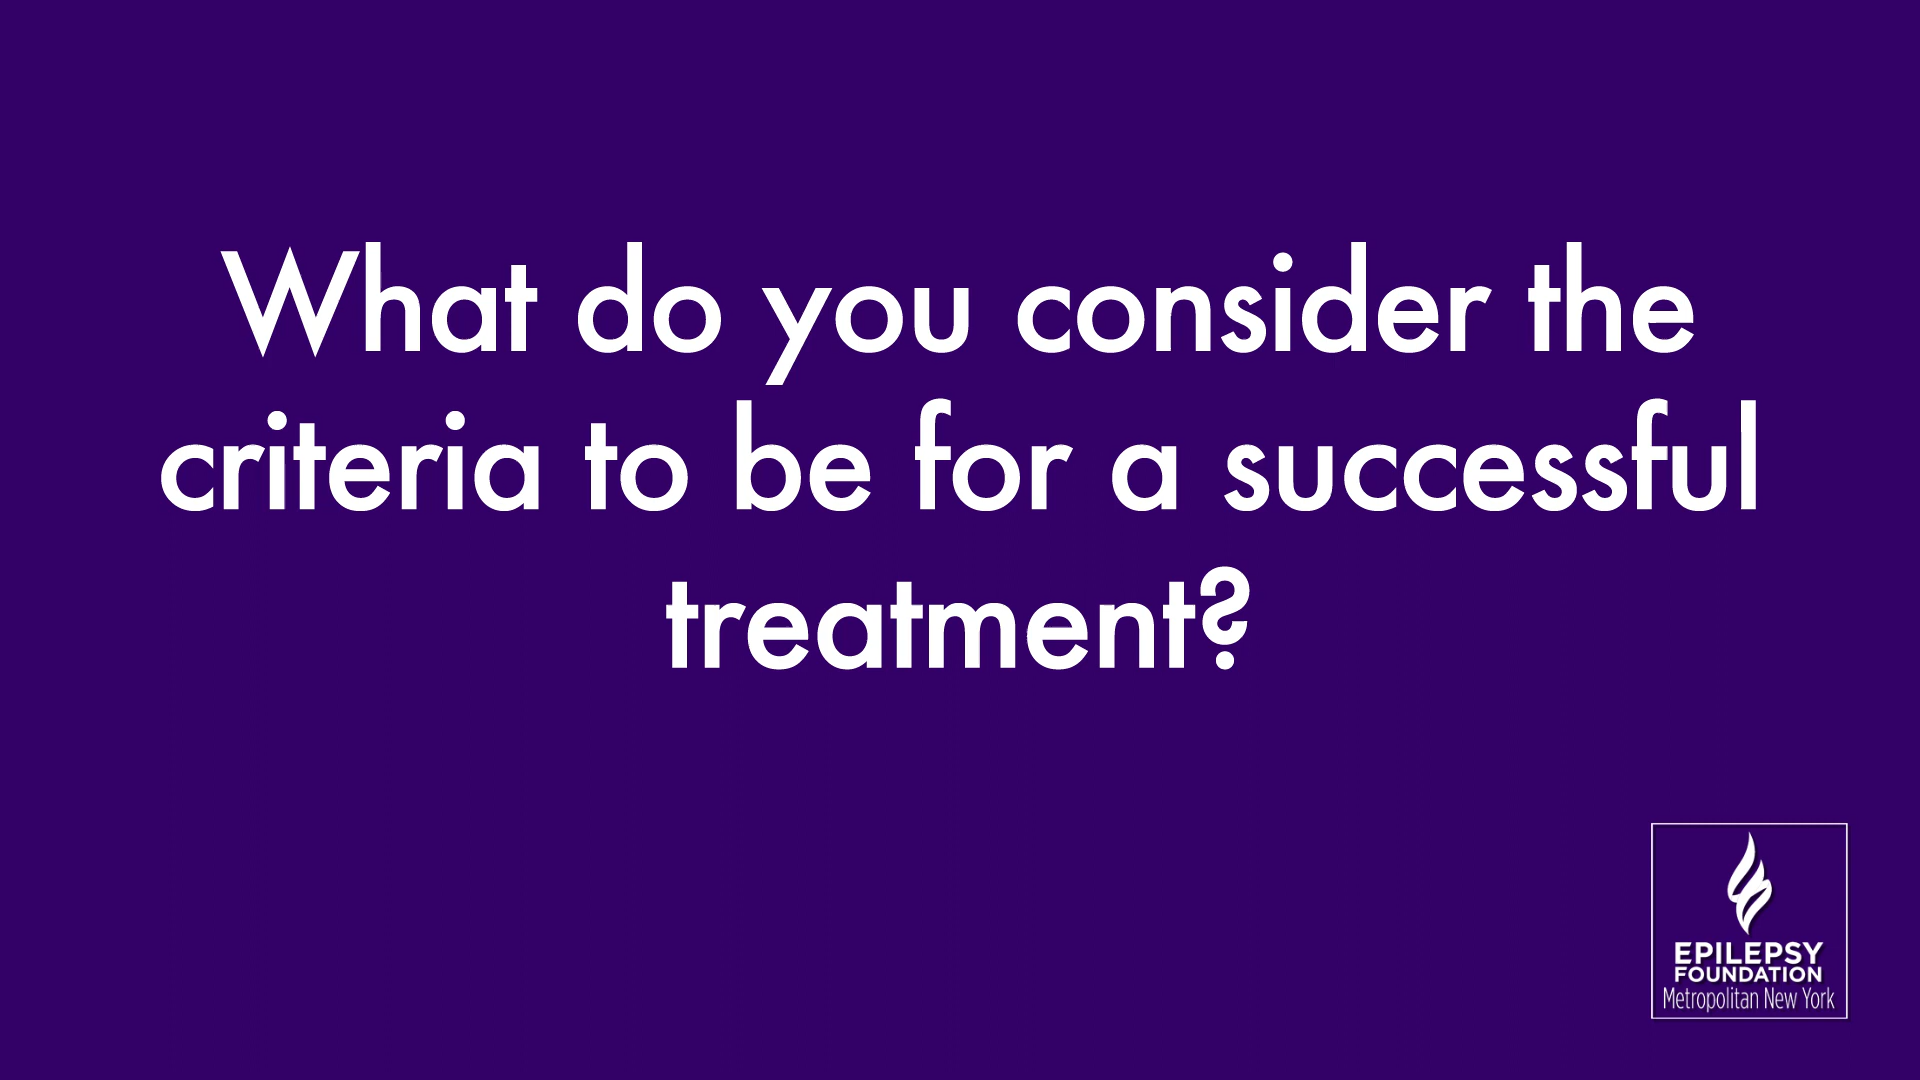 What do you consider the
criteria to be for a successful
treatment?
EPILEPSY
FOUNDATION
Metropolitan New York